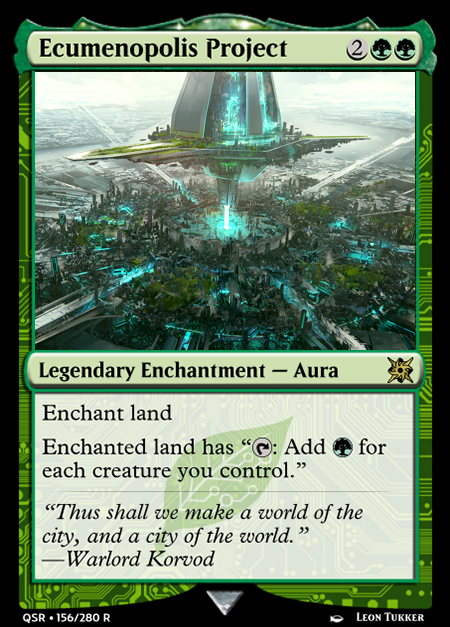 Ecumenopolis Project 2
Legendary Enchantment — Aura
Enchant land
Enchanted land has “: Add for
each creature you control.”
“Thus shall we make a world of the
city, and a city of the world.”
—Warlord Korvod
QSR • 156/280 R Leon Tukker